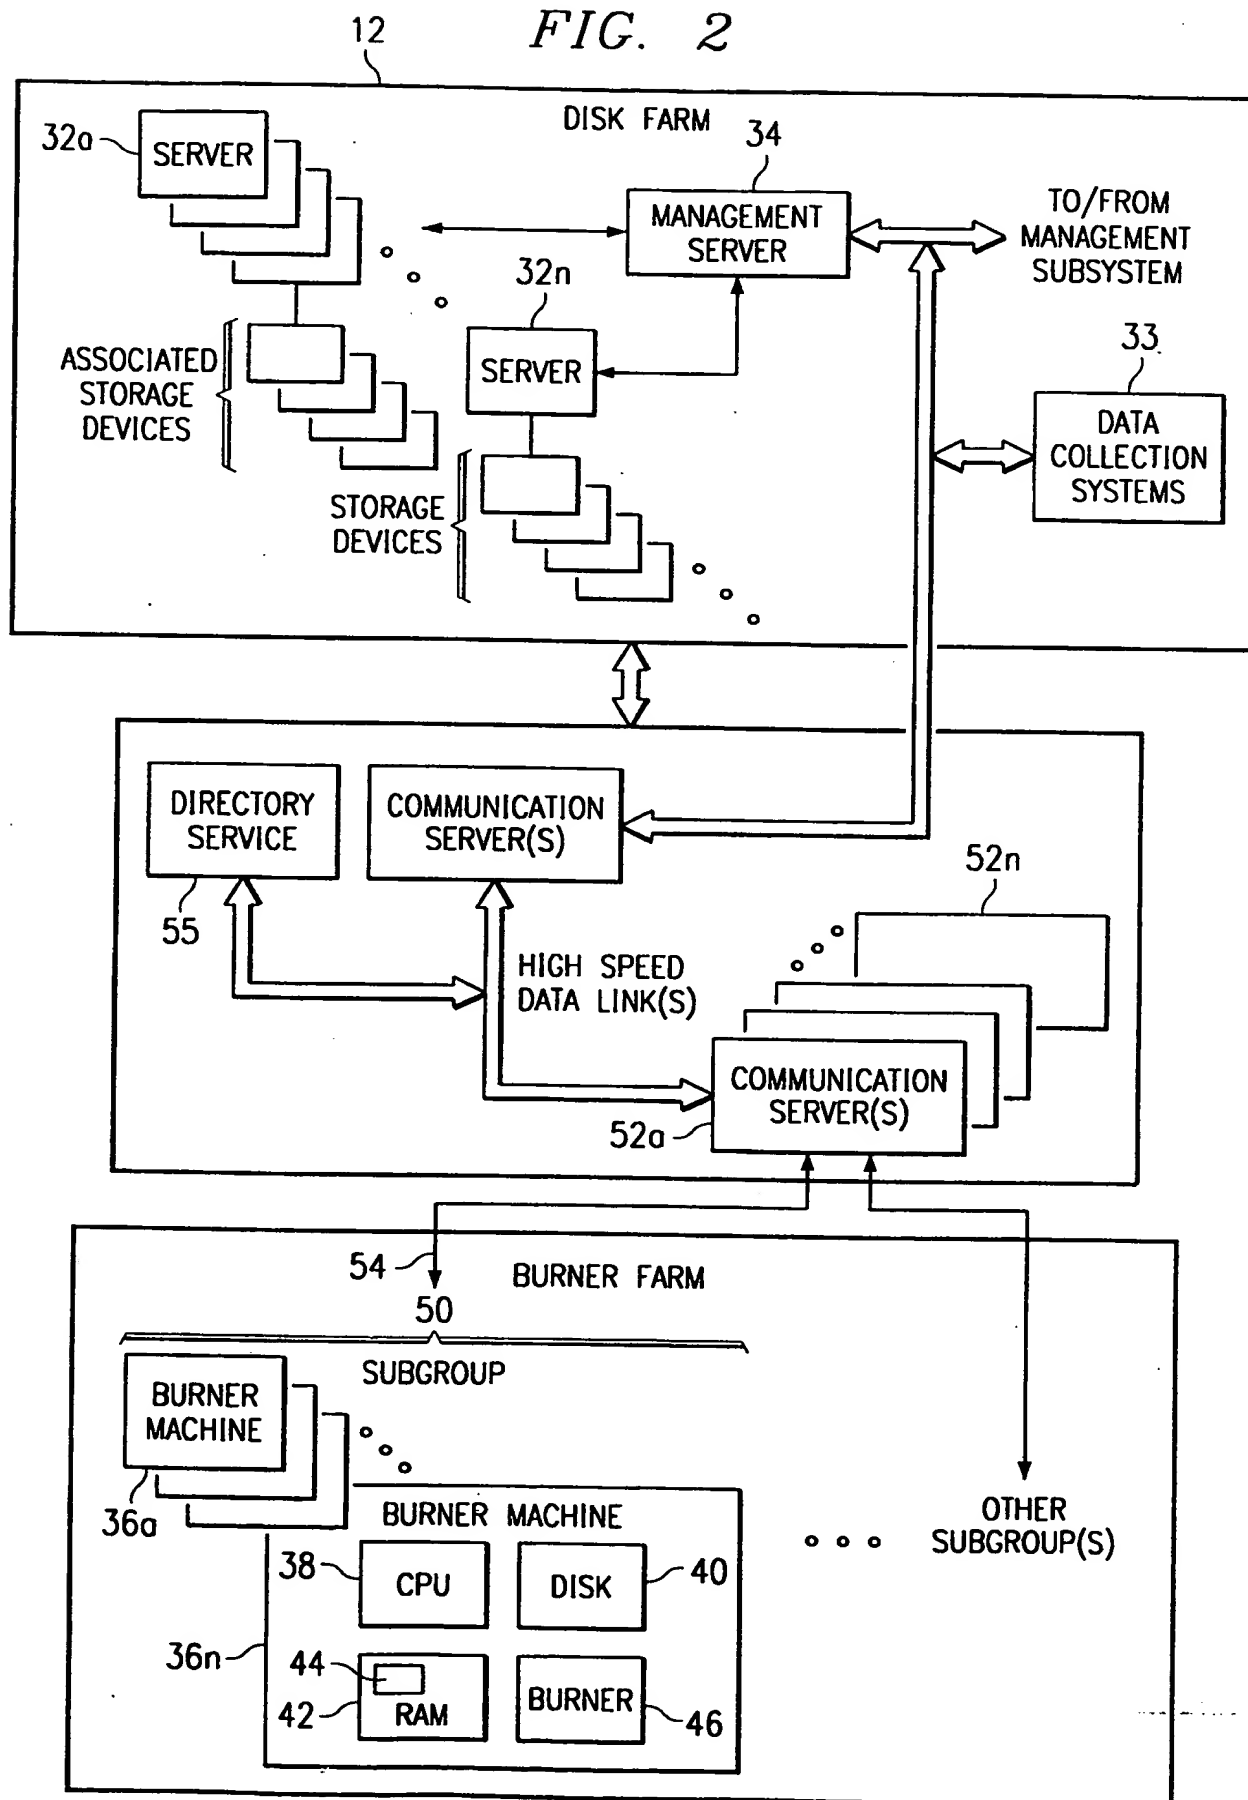 FIG. 2
12
DISK FARM
32a
SERVER
34
MANAGEMENT
SERVER
TO/FROM
MANAGEMENT
SUBSYSTEM
32n
SERVER
33
DATA
COLLECTION
SYSTEMS
ASSOCIATED
STORAGE
DEVICES
STORAGE
DEVICES
DIRECTORY
SERVICE
55
COMMUNICATION
SERVER(S)
52n
HIGH SPEED
DATA LINK(S)
COMMUNICATION
SERVER(S)
52a
54
BURNER FARM
50
SUBGROUP
BURNER
MACHINE
36a
BURNER MACHINE
38
CPU
DISK
40
36n
44
42
RAM
BURNER
46
OTHER
SUBGROUP(S)